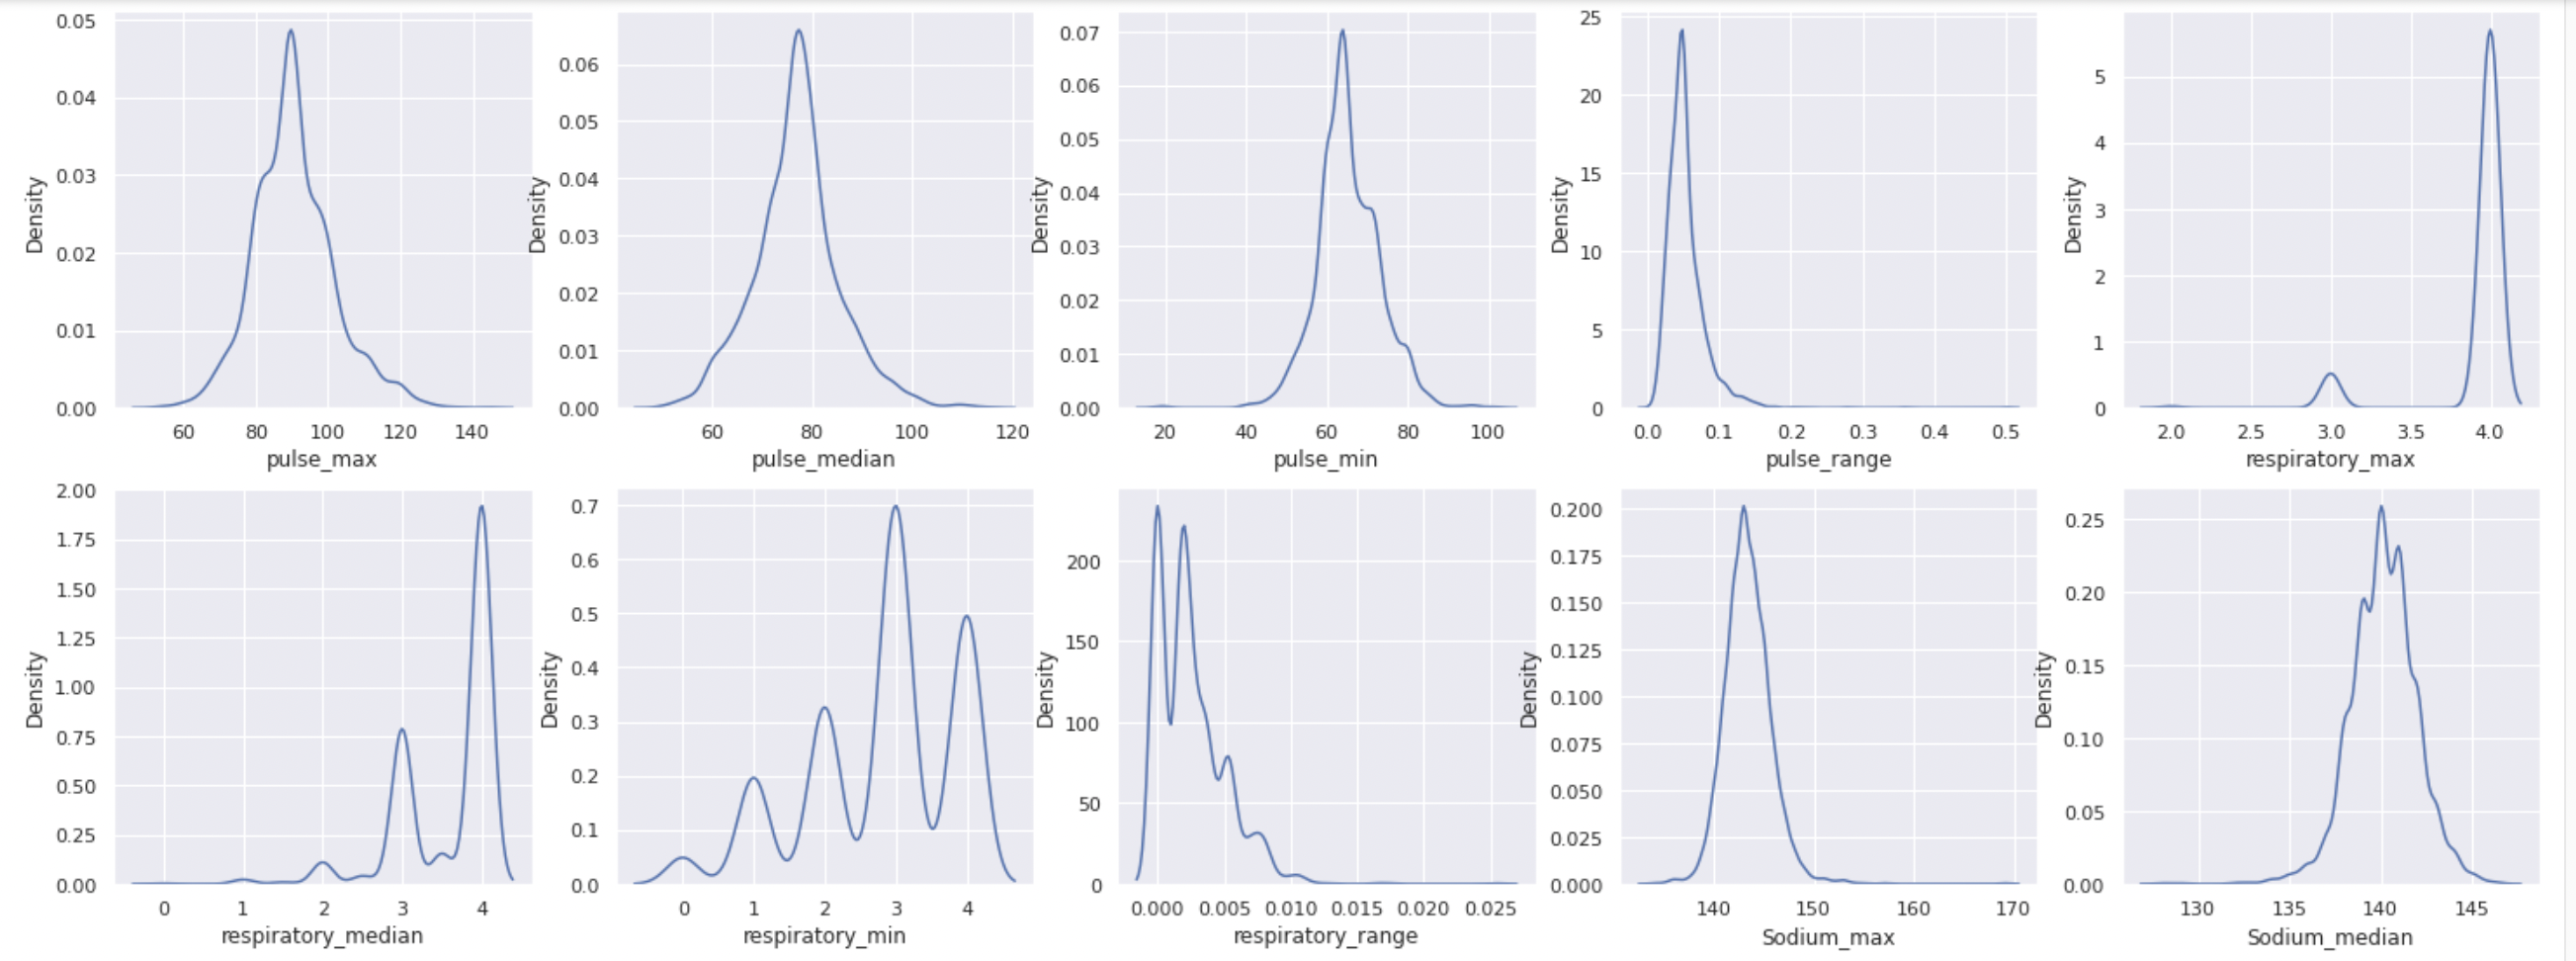 0.05
0.04
0.03
0.02
0.01
0.00
Density
60 80 100 120 140
pulse_max
0.06
0.05
0.04
0.03
0.02
0.01
0.00
Density
60 80 100 120
pulse_median
0.07
0.06
0.05
0.04
0.03
0.02
0.01
0.00
Density
20 40 60 80 100
pulse_min
25
20
15
10
5
0
Density
0.0 0.1 0.2 0.3 0.4 0.5
pulse_range
5
4
3
2
1
0
Density
2.0 2.5 3.0 3.5 4.0
respiratory_max
2.00
1.75
1.50
1.25
1.00
0.75
0.50
0.25
0.00
Density
0 1 2 3 4
respiratory_median
0.7
0.6
0.5
0.4
0.3
0.2
0.1
0.0
Density
0 1 2 3 4
respiratory_min
200
150
100
50
0
Density
0.000 0.005 0.010 0.015 0.020 0.025
respiratory_range
0.200
0.175
0.150
0.125
0.100
0.075
0.050
0.025
0.000
Density
140 150 160 170
Sodium_max
0.25
0.20
0.15
0.10
0.05
0.00
Density
130 135 140 145
Sodium_median